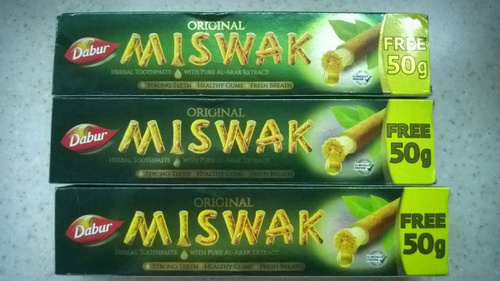 ORIGINAL
Dabur
MISWAK
FREE
50g
HERBAL TOOTHPASTE WITH PURE AL-ARAK EXTRACT
STRONG TEETH HEALTHY GUMS FRESH BREATH
ORIGINAL
Dabur
MISWAK
FREE
50g
HERBAL TOOTHPASTE WITH PURE AL-ARAK EXTRACT
STRONG TEETH HEALTHY GUMS FRESH BREATH
ORIGINAL
Dabur
MISWAK
FREE
50g
HERBAL TOOTHPASTE WITH PURE AL-ARAK EXTRACT
STRONG TEETH HEALTHY GUMS FRESH BREATH